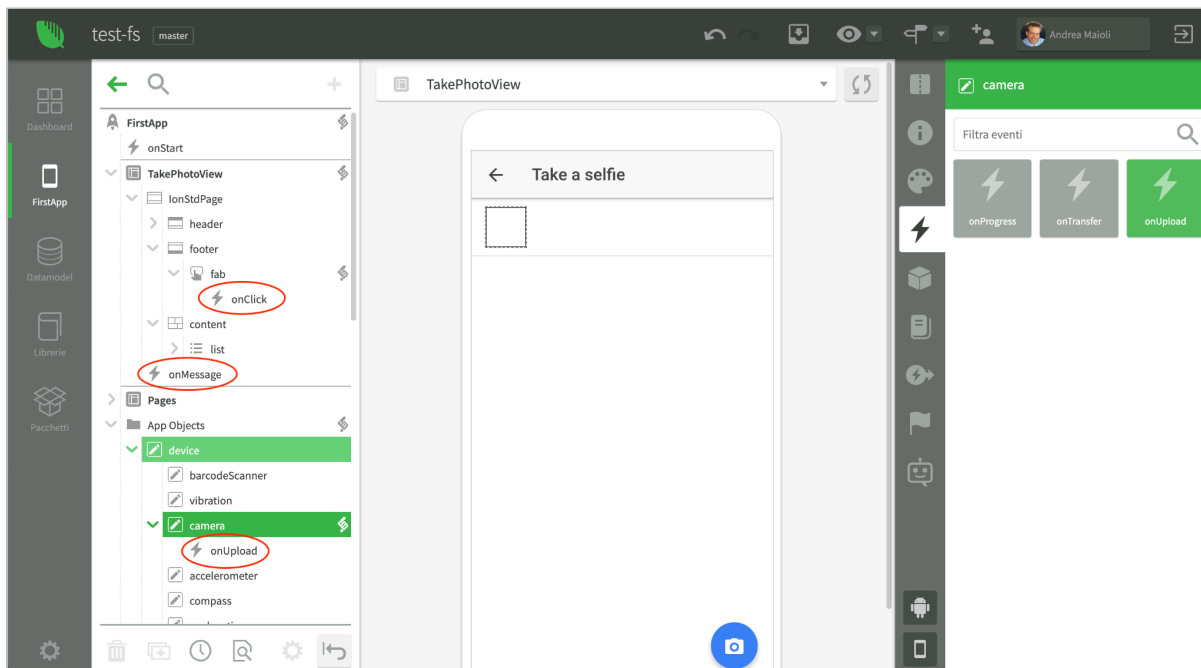 test-fs master
Andrea Maioli
Dashboard
FirstApp
Datamodel
Librerie
Pacchetti
FirstApp
onStart
TakePhotoView
IonStdPage
header
footer
fab
onClick
content
list
onMessage
Pages
App Objects
device
barcodeScanner
vibration
camera
onUpload
accelerometer
compass
TakePhotoView
Take a selfie
camera
Filtra eventi
onProgress onTransfer onUpload